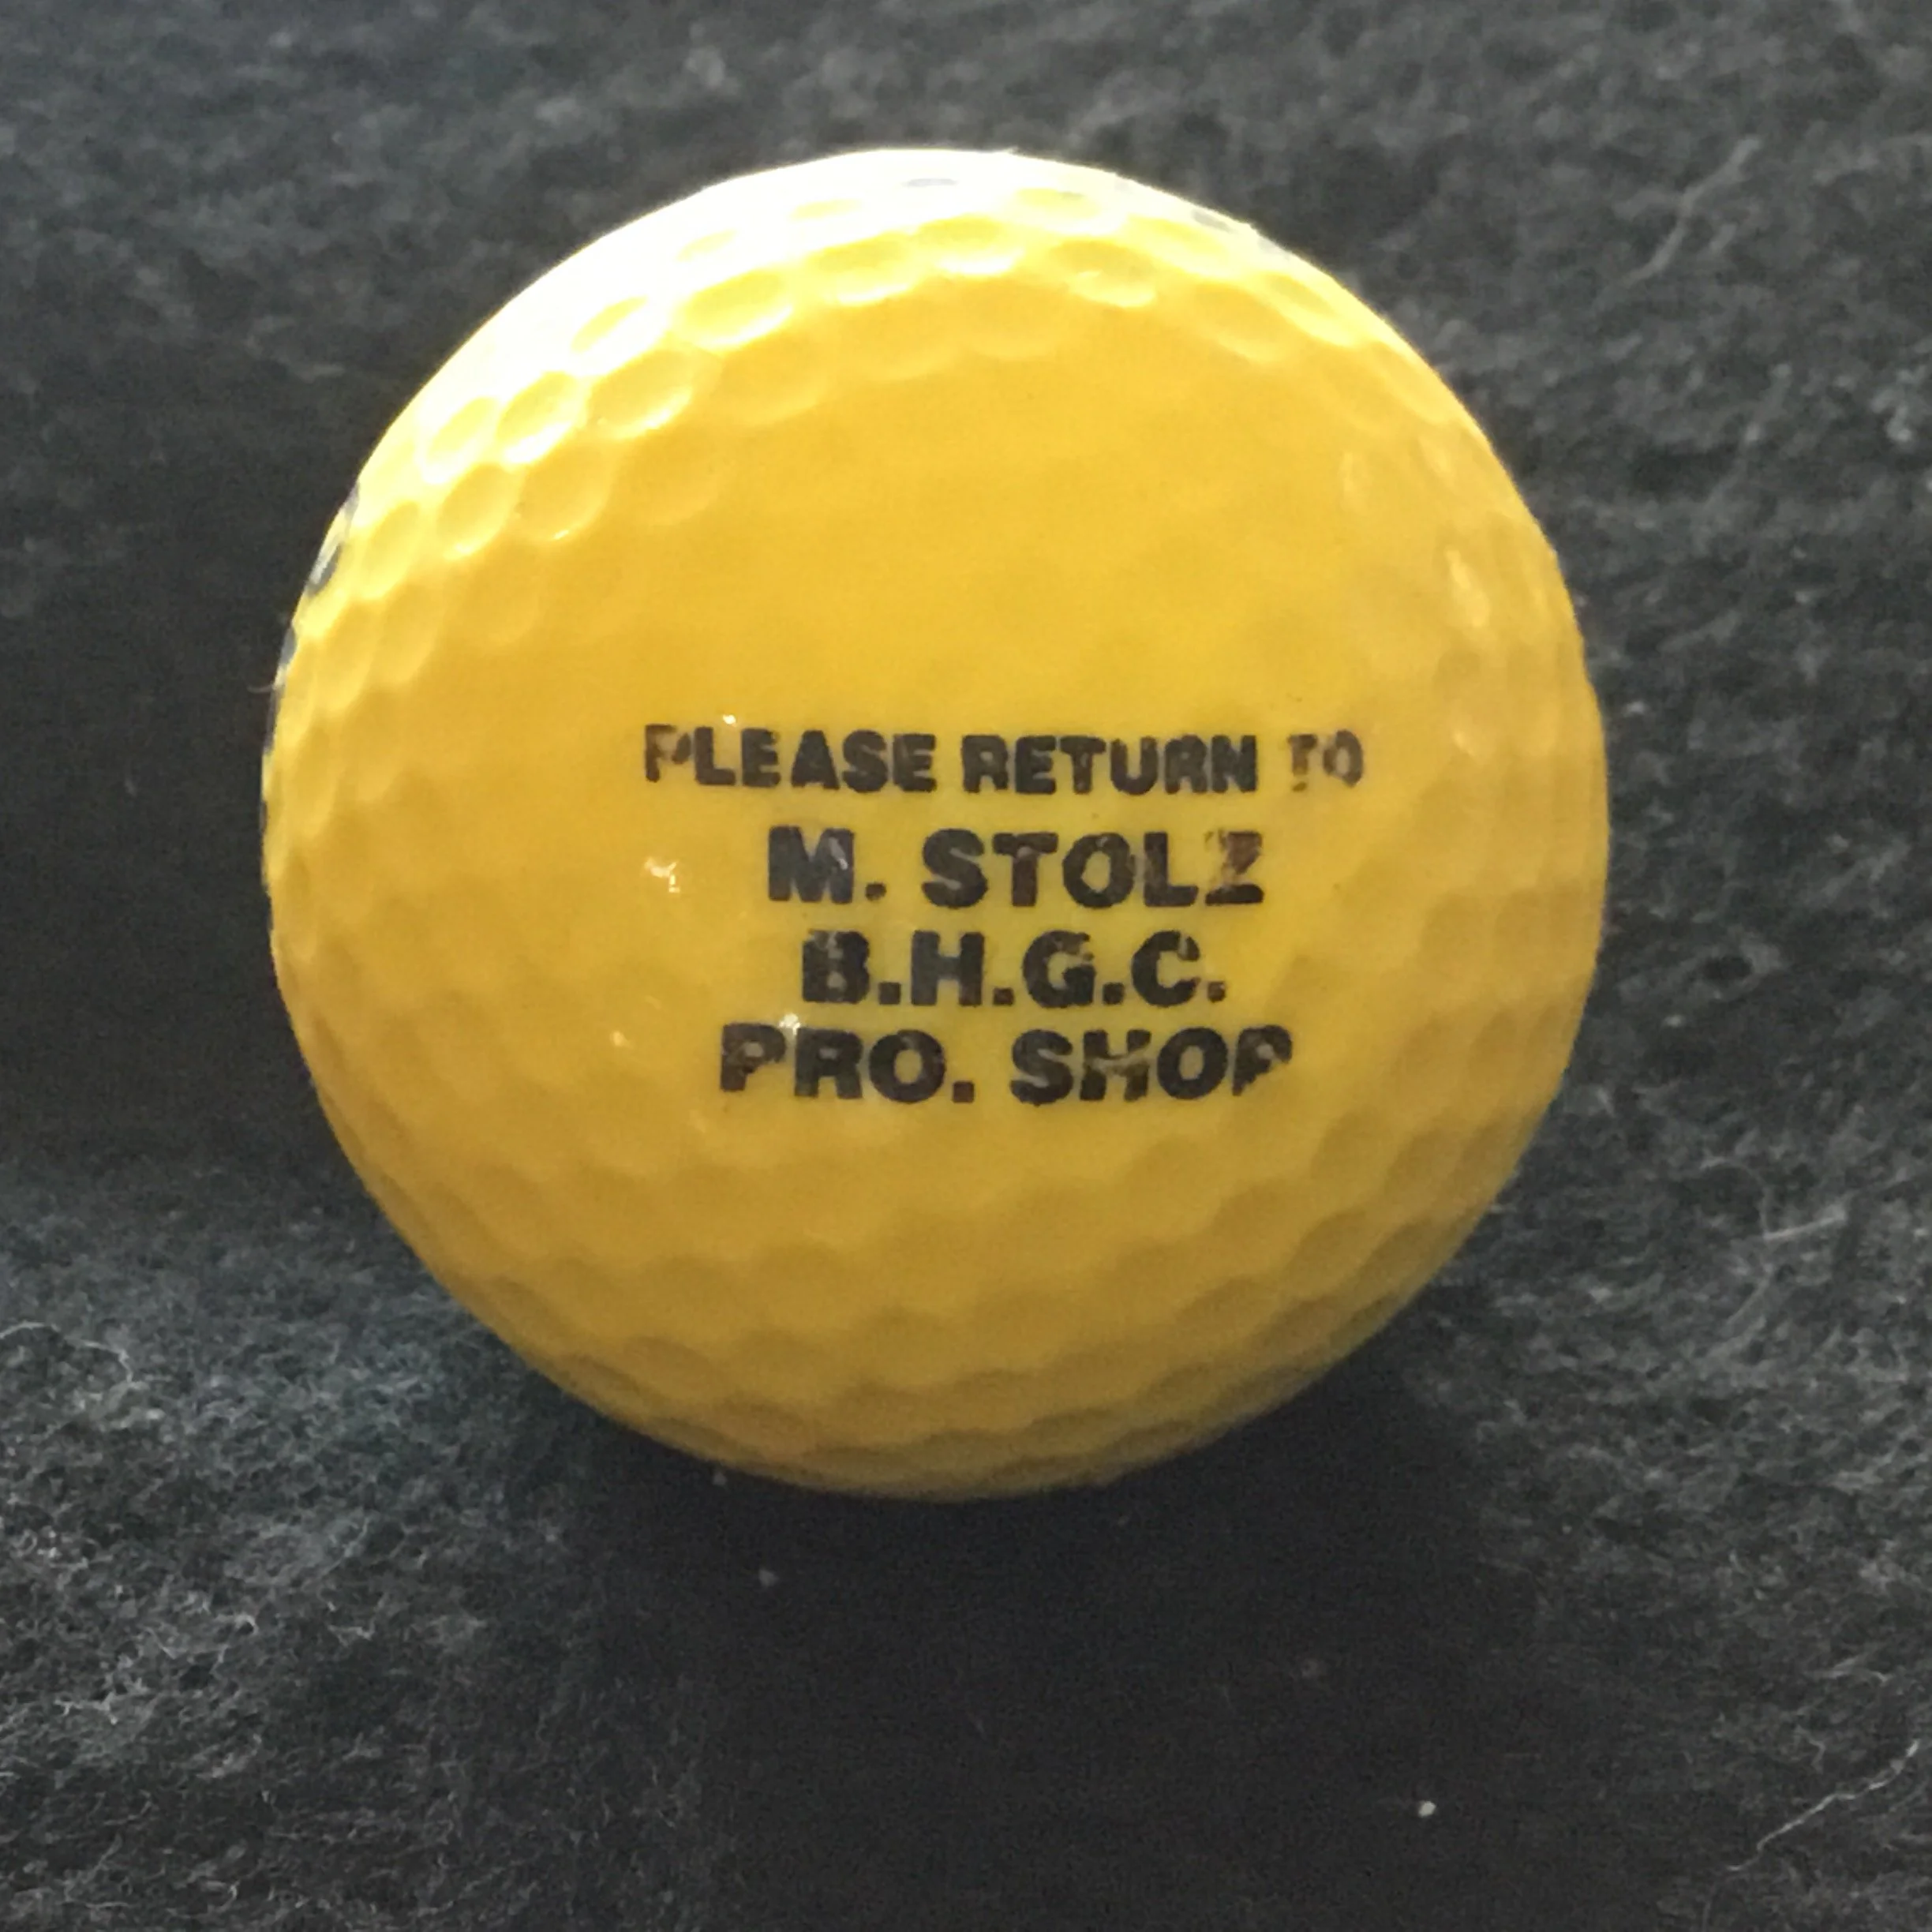 PLEASE RETURN TO
M. STOLZ
B.H.G.C.
PRO. SHOP